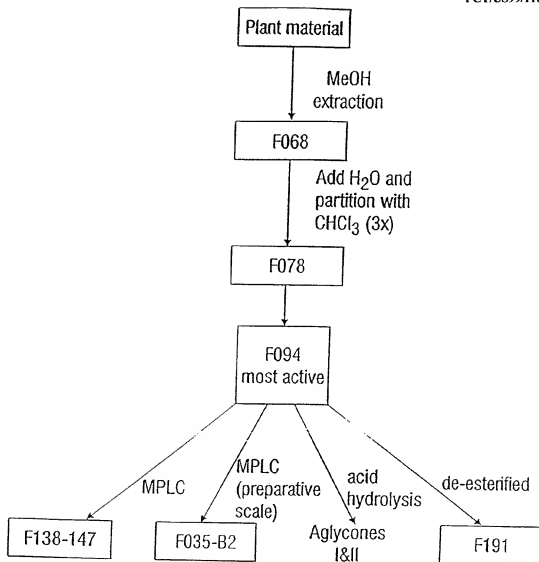 Plant material
MeOH
extraction
F068
Add H₂O and
partition with
CHCl₃ (3x)
F078
F094
most active
MPLC
MPLC
(preparative
scale)
acid
hydrolysis
de-esterified
F138-147
F035-B2
Aglycones
I&II
F191